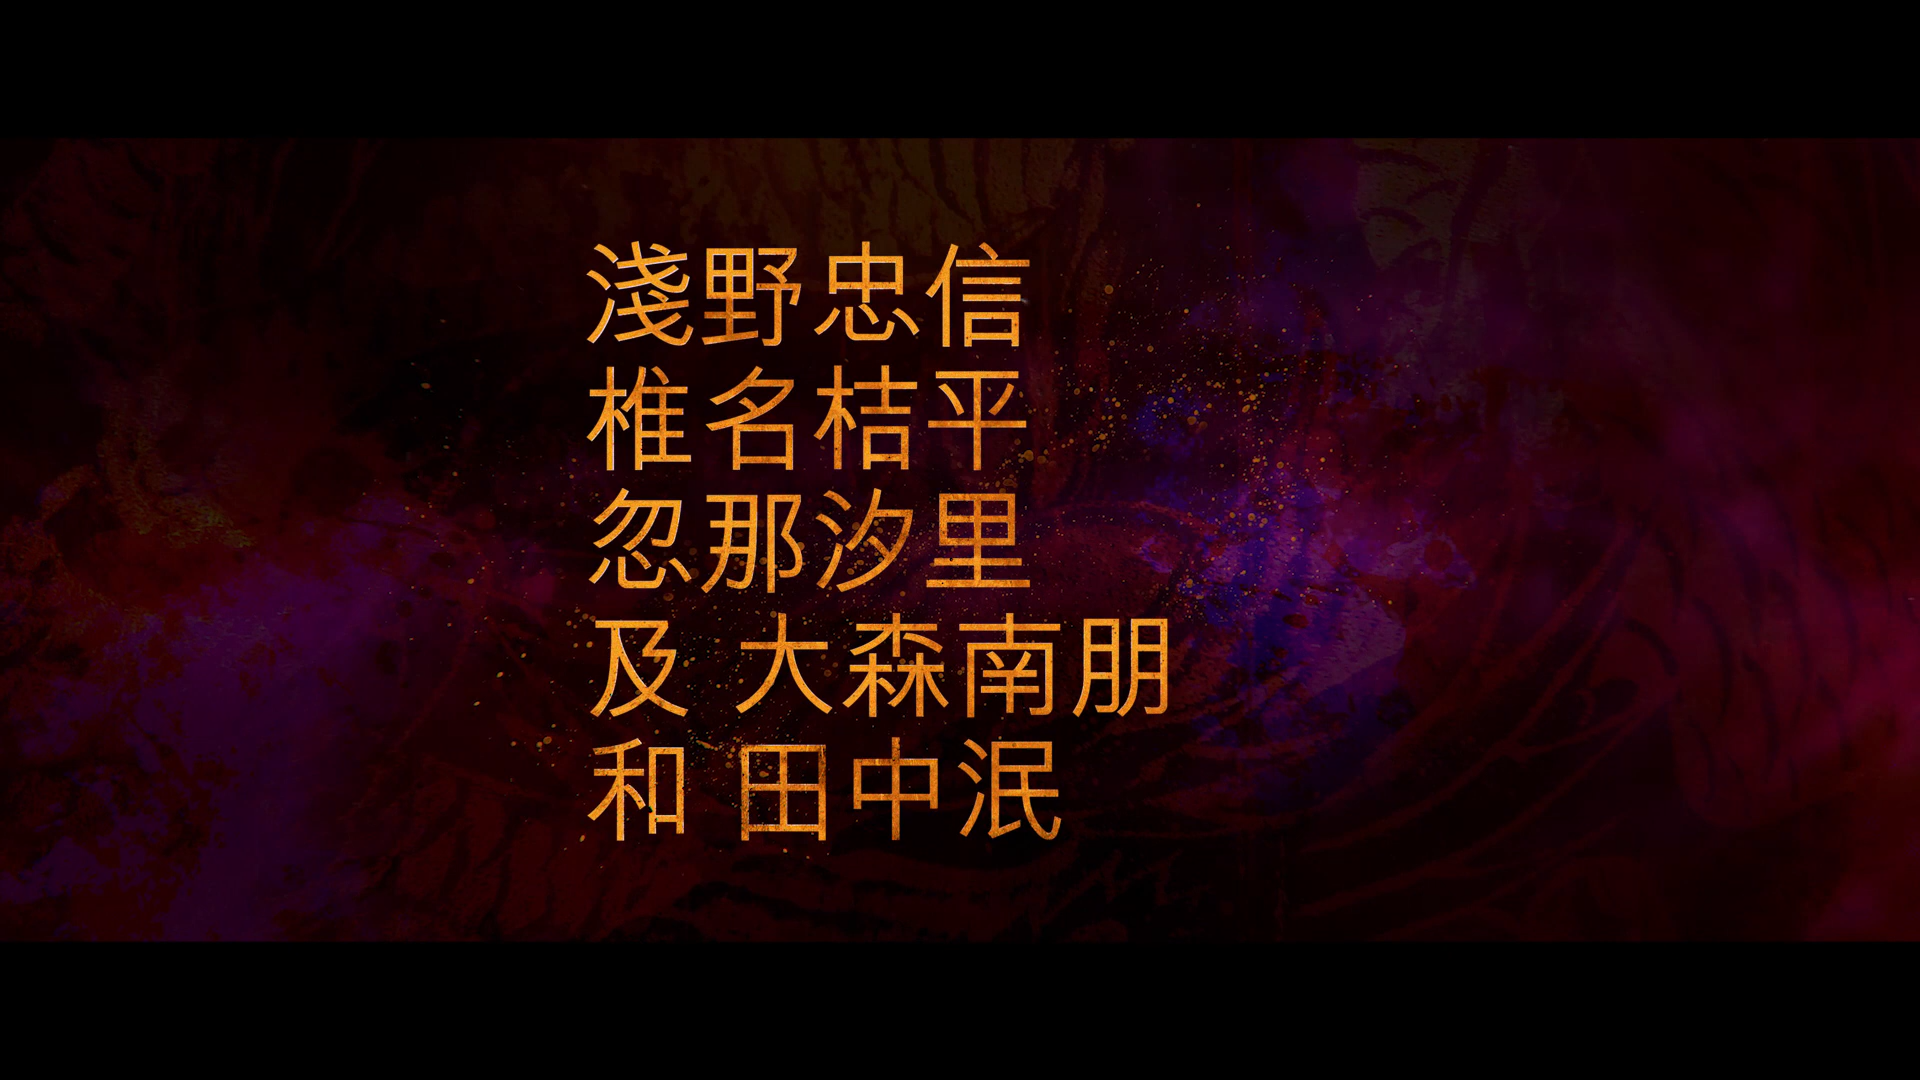 淺野忠信
椎名桔平
忽那汐里
及 大森南朋
和 田中泯